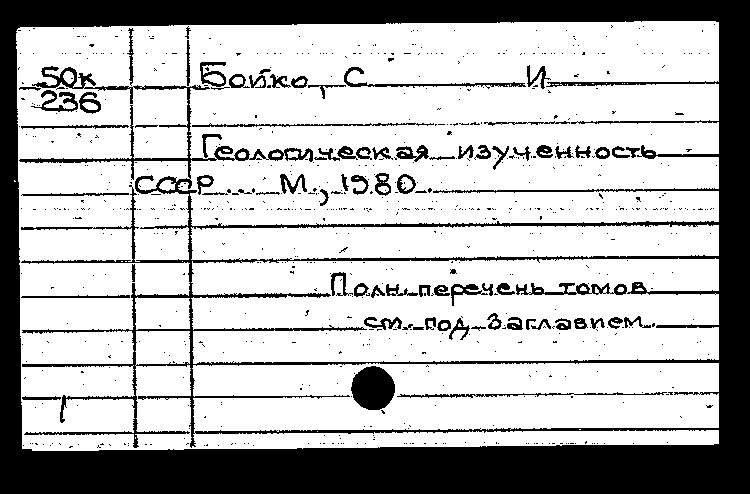 50к Бойко, С И
236
Геологическая изученность
СССР ... М., 1980.
Полн. перечень томов
см. под заглавием.
1